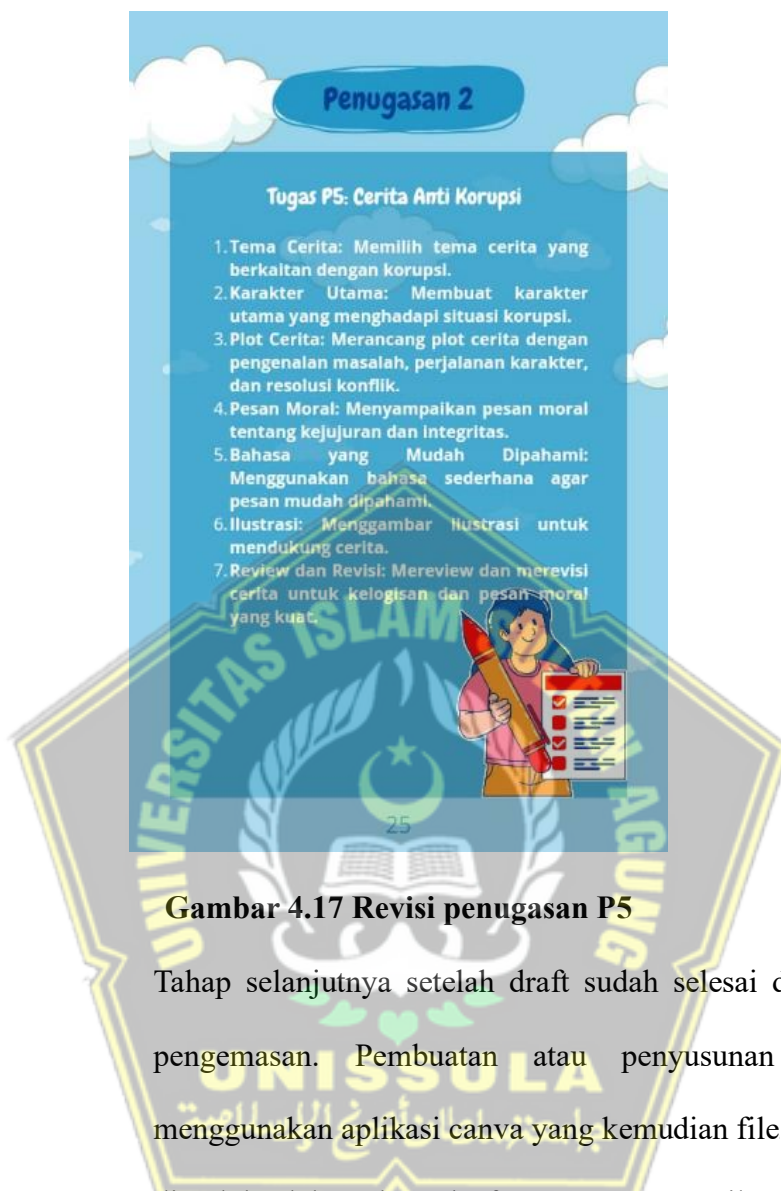 Penugasan 2
Tugas P5: Cerita Anti Korupsi
1. Tema Cerita: Memilih tema cerita yang
berkaitan dengan korupsi.
2. Karakter Utama: Membuat karakter
utama yang menghadapi situasi korupsi.
3. Plot Cerita: Merancang plot cerita dengan
pengenalan masalah, perjalanan karakter,
dan resolusi konflik.
4. Pesan Moral: Menyampaikan pesan moral
tentang kejujuran dan integritas.
5. Bahasa yang Mudah Dipahami:
Menggunakan bahasa sederhana agar
pesan mudah dipahami.
6. Ilustrasi: Menggambar ilustrasi untuk
mendukung cerita.
7. Review dan Revisi: Mereview dan merevisi
cerita untuk kelogisan dan pesan moral
yang kuat.
25
Gambar 4.17 Revisi penugasan P5
Tahap selanjutnya setelah draft sudah selesai
pengemasan. Pembuatan atau penyusunan
menggunakan aplikasi canva yang kemudian file
UNIVERSITAS ISLAM SULTAN AGUNG
UNISSULA